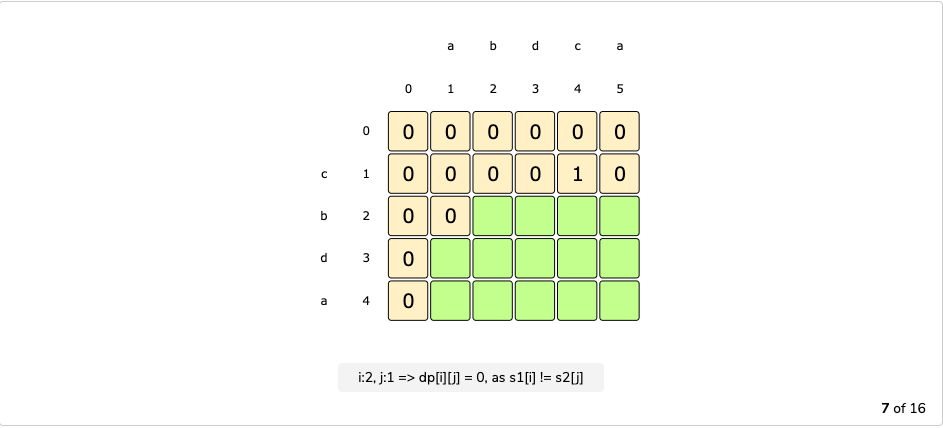 a b d c a
0 1 2 3 4 5
0 0 0 0 0 0 0
c 1 0 0 0 0 1 0
b 2 0 0
d 3 0
a 4 0
i:2, j:1 => dp[i][j] = 0, as s1[i] != s2[j]
7 of 16